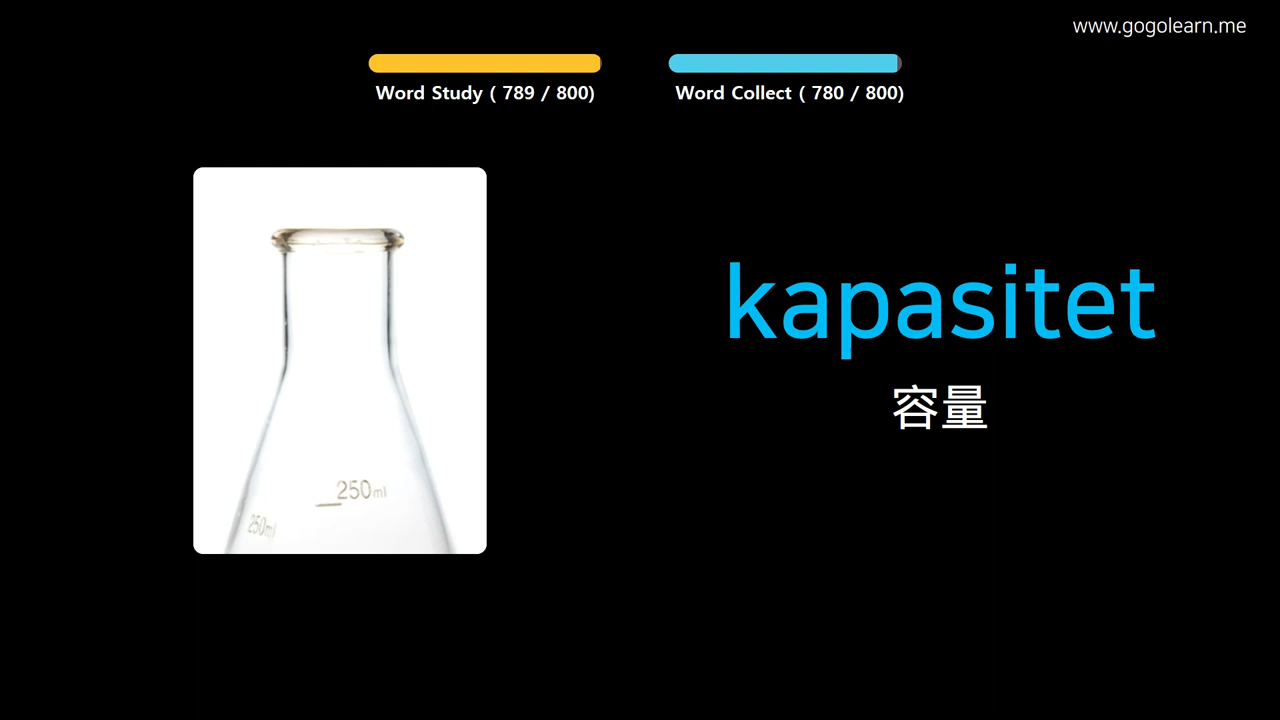 www.gogolearn.me
Word Study ( 789 / 800)
Word Collect ( 780 / 800)
kapasitet
容量
250ml
250ml